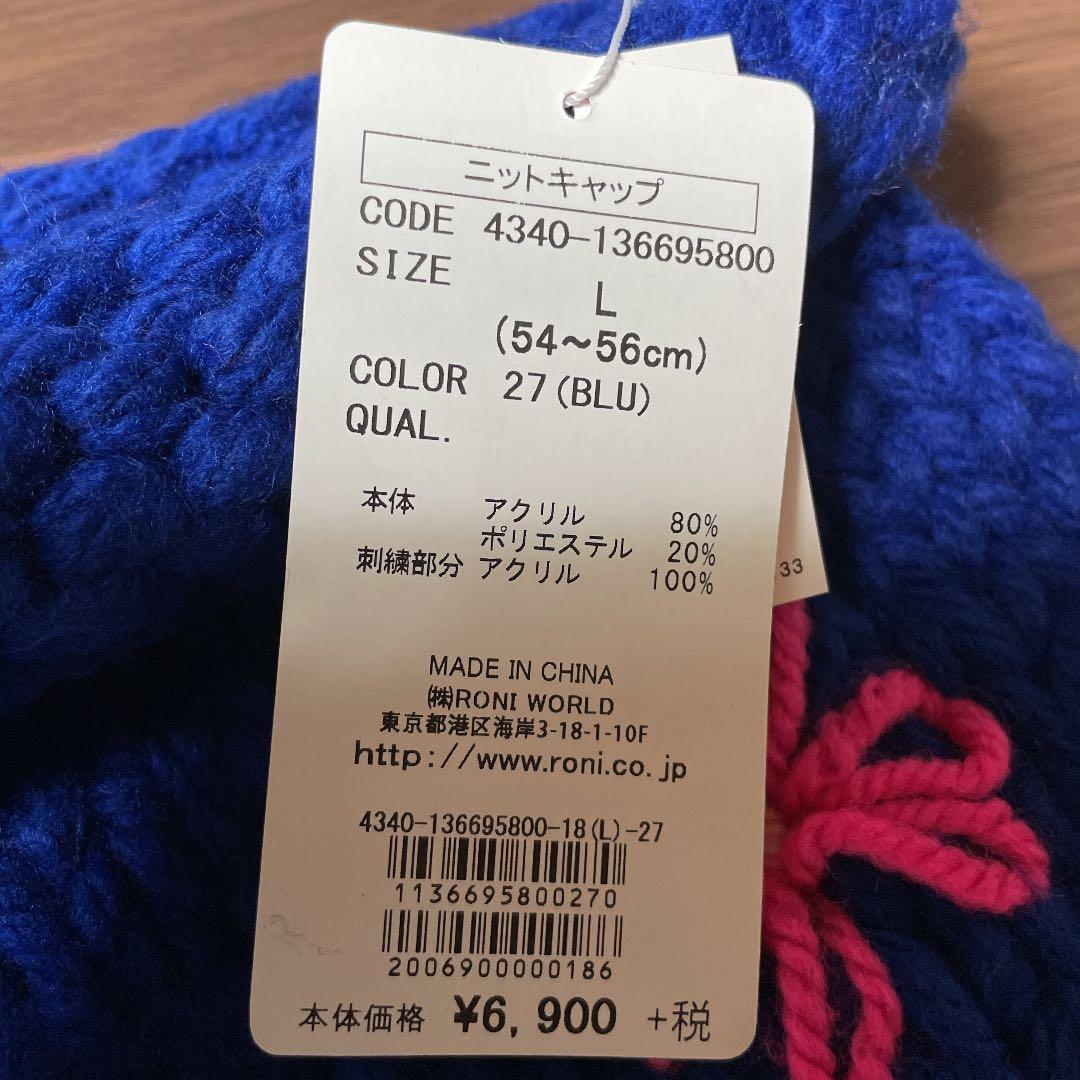 ニットキャップ
CODE 4340-136695800
SIZE L
(54～56cm)
COLOR 27(BLU)
QUAL.
本体 アクリル 80%
ポリエステル 20%
刺繍部分 アクリル 100%
33
MADE IN CHINA
㈱RONI WORLD
東京都港区海岸3-18-1-10F
http://www.roni.co.jp
4340-136695800-18(L)-27
1136695800270
2006900000186
本体価格 ¥6,900 +税